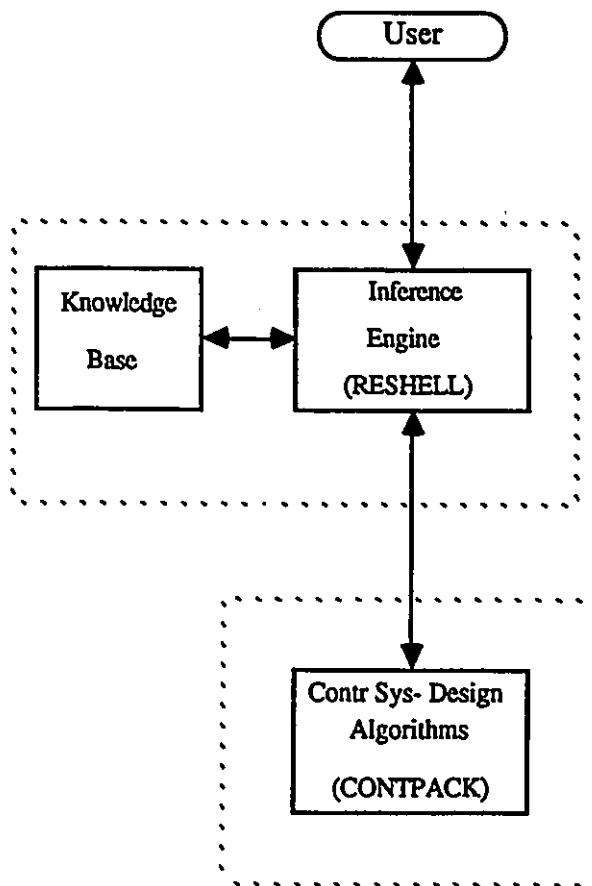 User
Knowledge
Base
Inference
Engine
(RESHELL)
Contr Sys- Design
Algorithms
(CONTPACK)